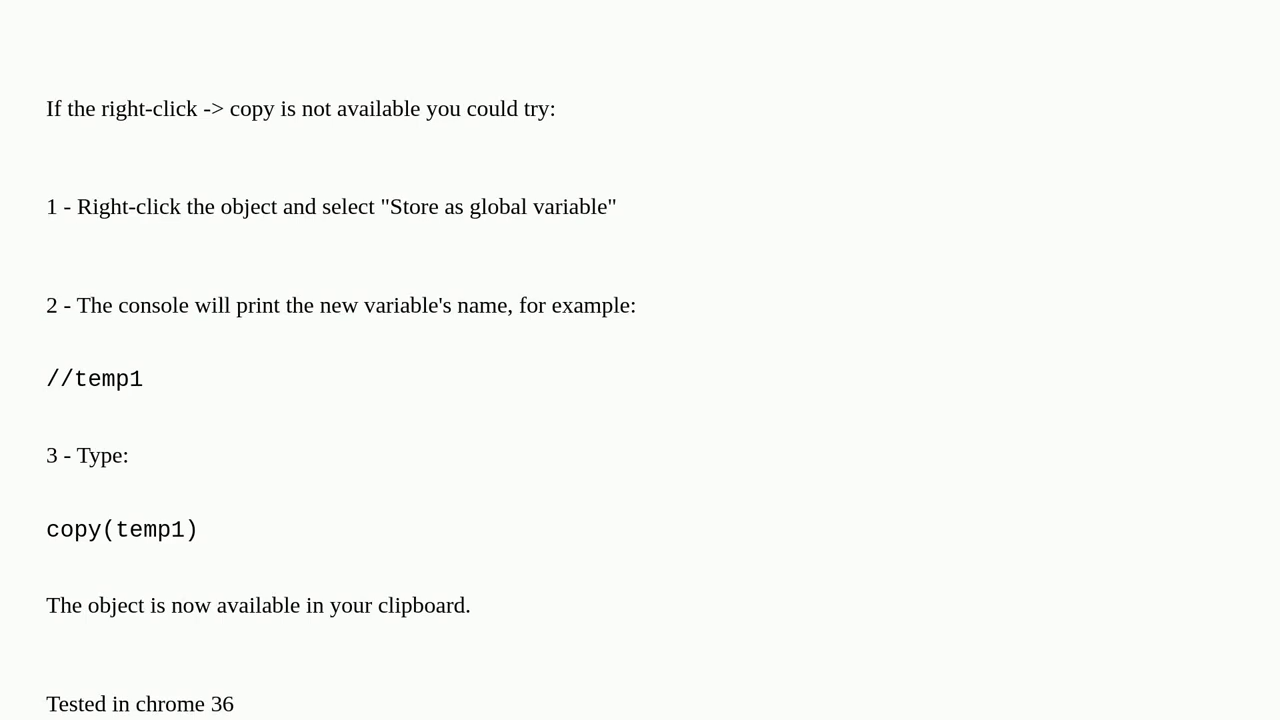 If the right-click -> copy is not available you could try:
1 - Right-click the object and select "Store as global variable"
2 - The console will print the new variable's name, for example:
//temp1
3 - Type:
copy(temp1)
The object is now available in your clipboard.
Tested in chrome 36